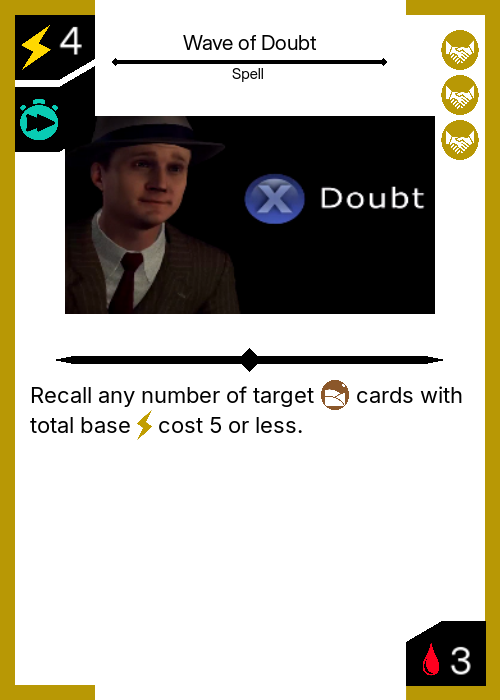 4
Wave of Doubt
Spell
X Doubt
Recall any number of target cards with
total base cost 5 or less.
3